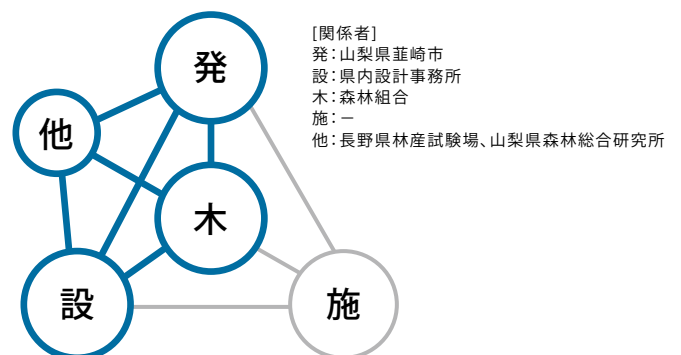 発
他
木
設
施
[関係者]
発:山梨県韮崎市
設:県内設計事務所
木:森林組合
施:－
他:長野県林産試験場、山梨県森林総合研究所